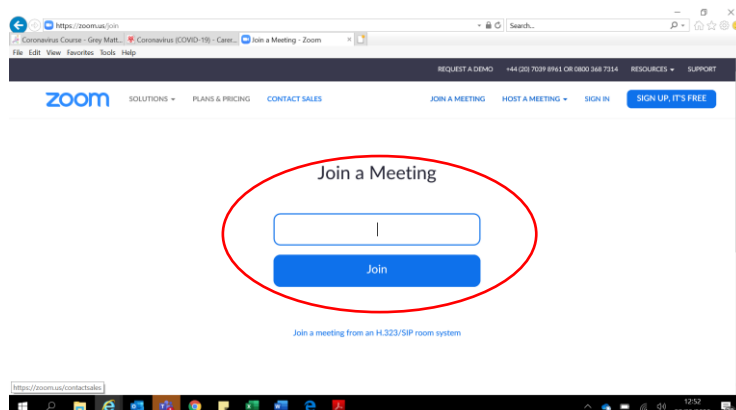 https://zoom.us/join
Search...
Coronavirus Course - Grey Matt...
Coronavirus (COVID-19) - Carer...
Join a Meeting - Zoom
File Edit View Favorites Tools Help
REQUEST A DEMO +44 (20) 7039 8961 OR 0800 368 7314 RESOURCES SUPPORT
zoom SOLUTIONS PLANS & PRICING CONTACT SALES JOIN A MEETING HOST A MEETING SIGN IN SIGN UP, IT'S FREE
Join a Meeting
Join
Join a meeting from an H.323/SIP room system
https://zoom.us/contactsales
12:52